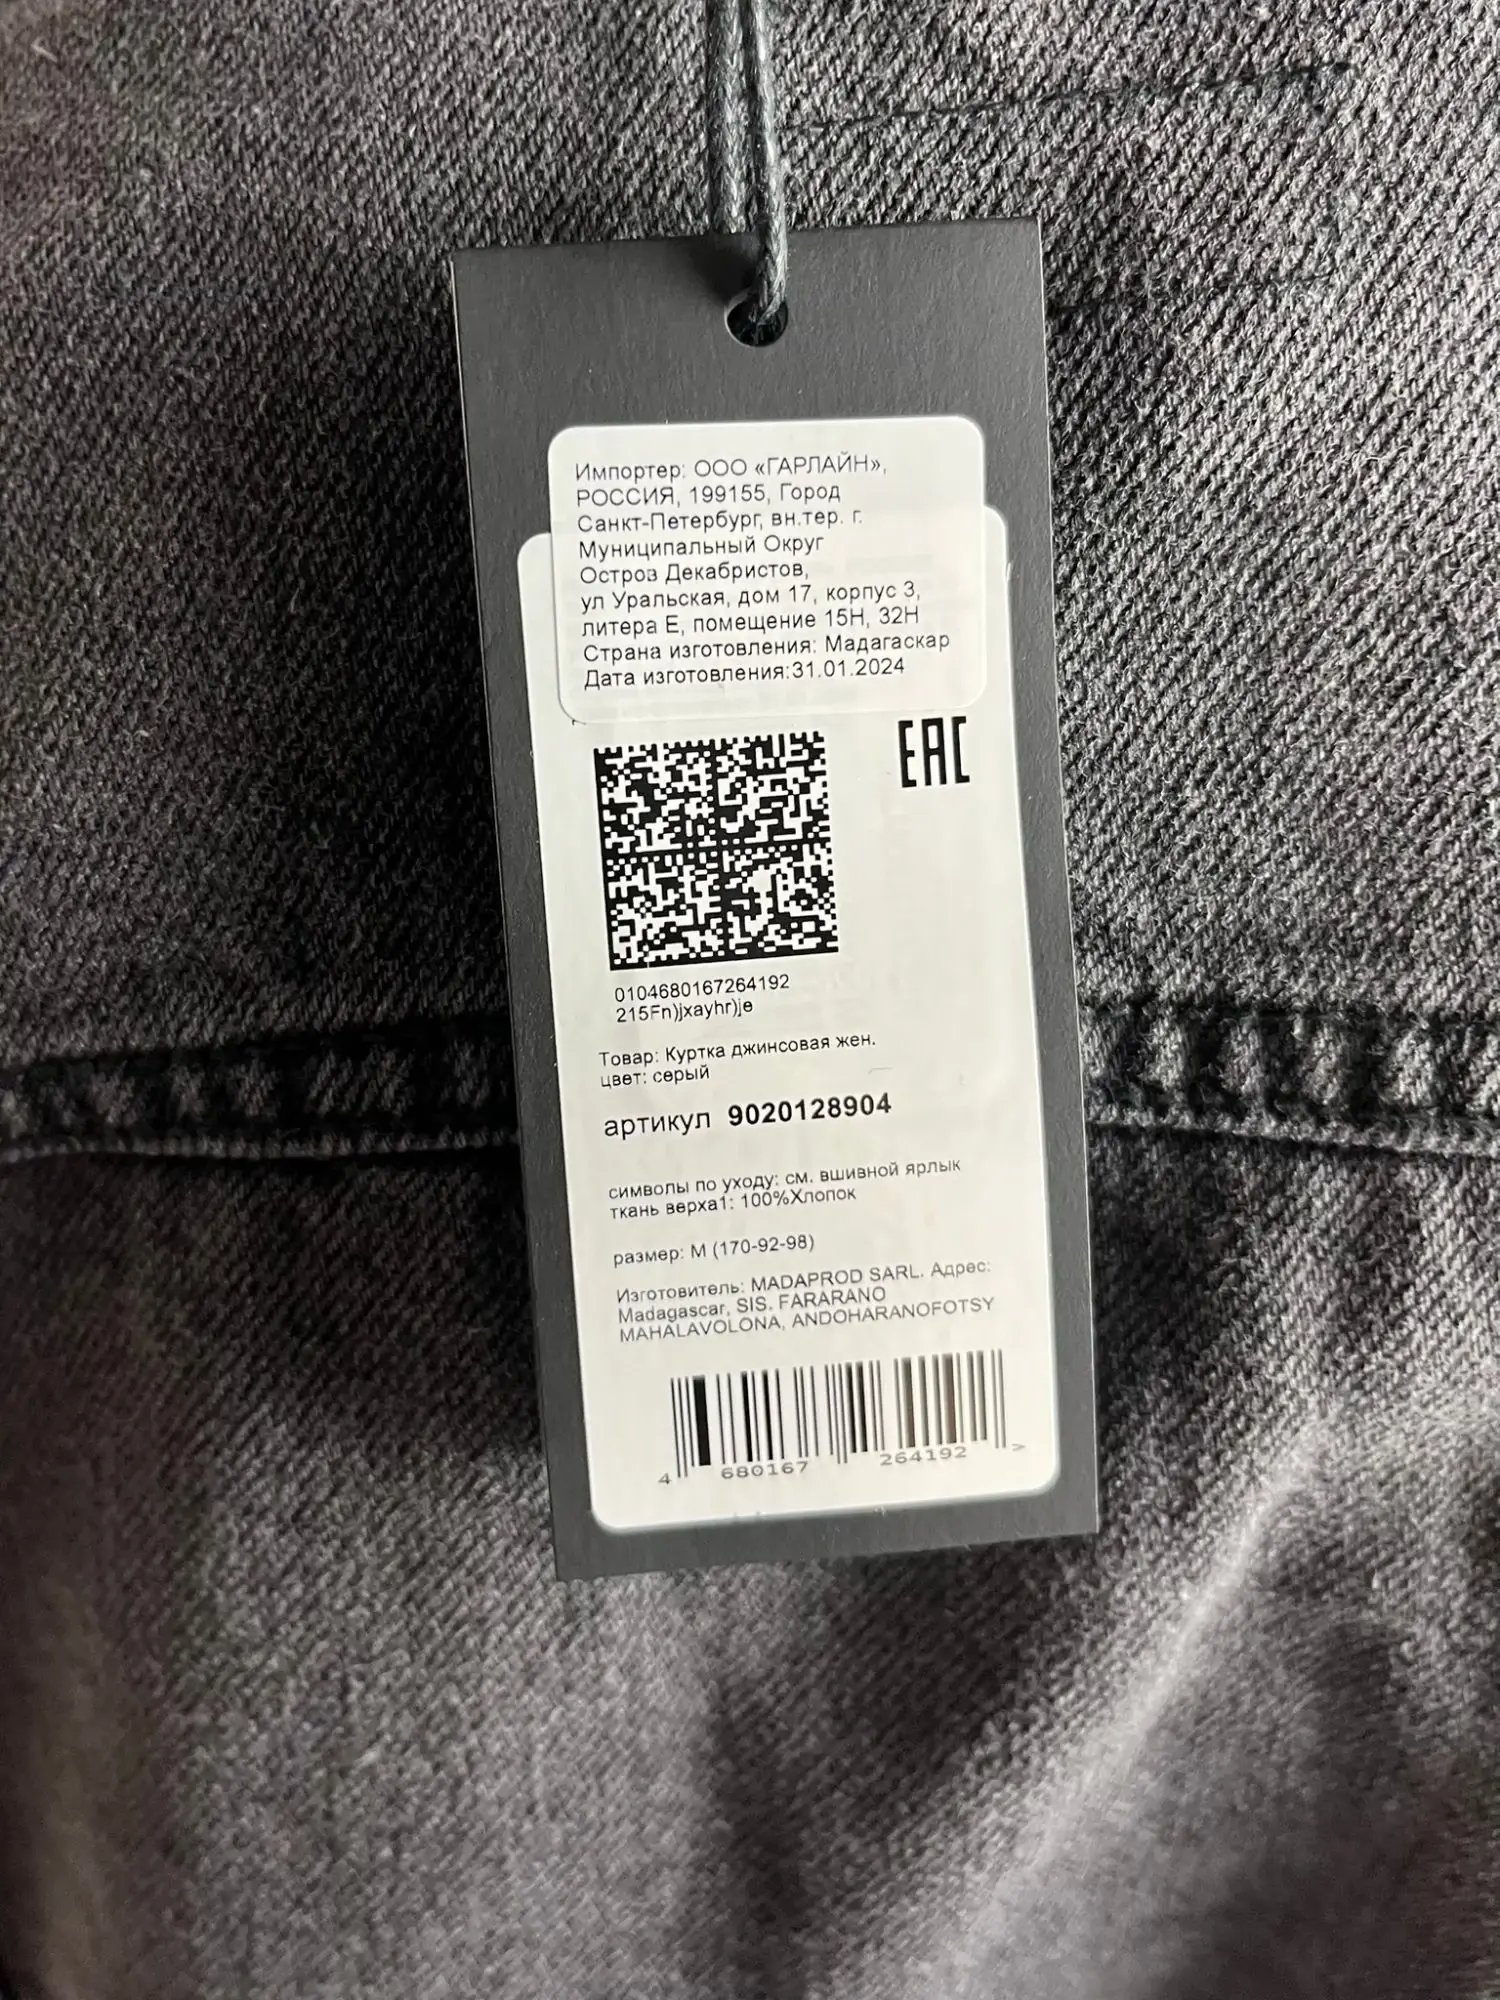 Импортер: ООО «ГАРЛАЙН»,
РОССИЯ, 199155, Город
Санкт-Петербург, вн.тер. г.
Муниципальный Округ
Остров Декабристов,
ул Уральская, дом 17, корпус 3,
литера Е, помещение 15Н, 32Н
Страна изготовления: Мадагаскар
Дата изготовления:31.01.2024
EAC
0104680167264192
215Fn)jxayhr)je
Товар: Куртка джинсовая жен.
цвет: серый
артикул 9020128904
символы по уходу: см. вшивной ярлык
ткань верха1: 100%Хлопок
размер: M (170-92-98)
Изготовитель: MADAPROD SARL. Адрес:
Madagascar, SIS. FARARANO
MAHALAVOLONA, ANDOHARANOFOTSY
4 680167 264192 >